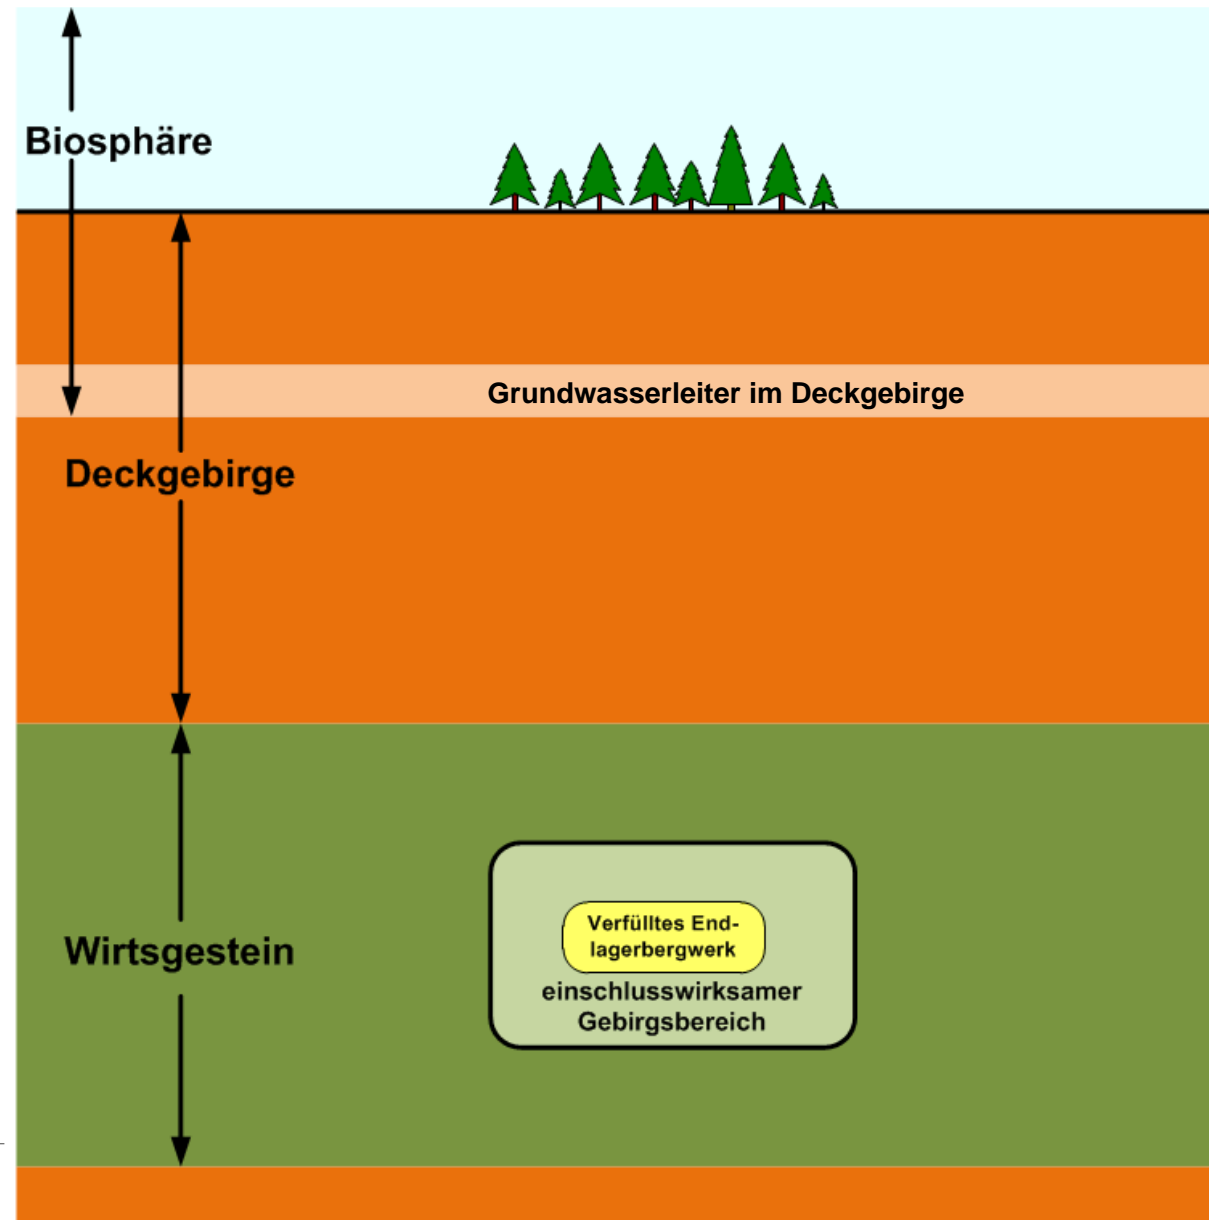 Biosphäre
Grundwasserleiter im Deckgebirge
Deckgebirge
Verfülltes End-
lagerbergwerk
Wirtsgestein
einschlusswirksamer
Gebirgsbereich